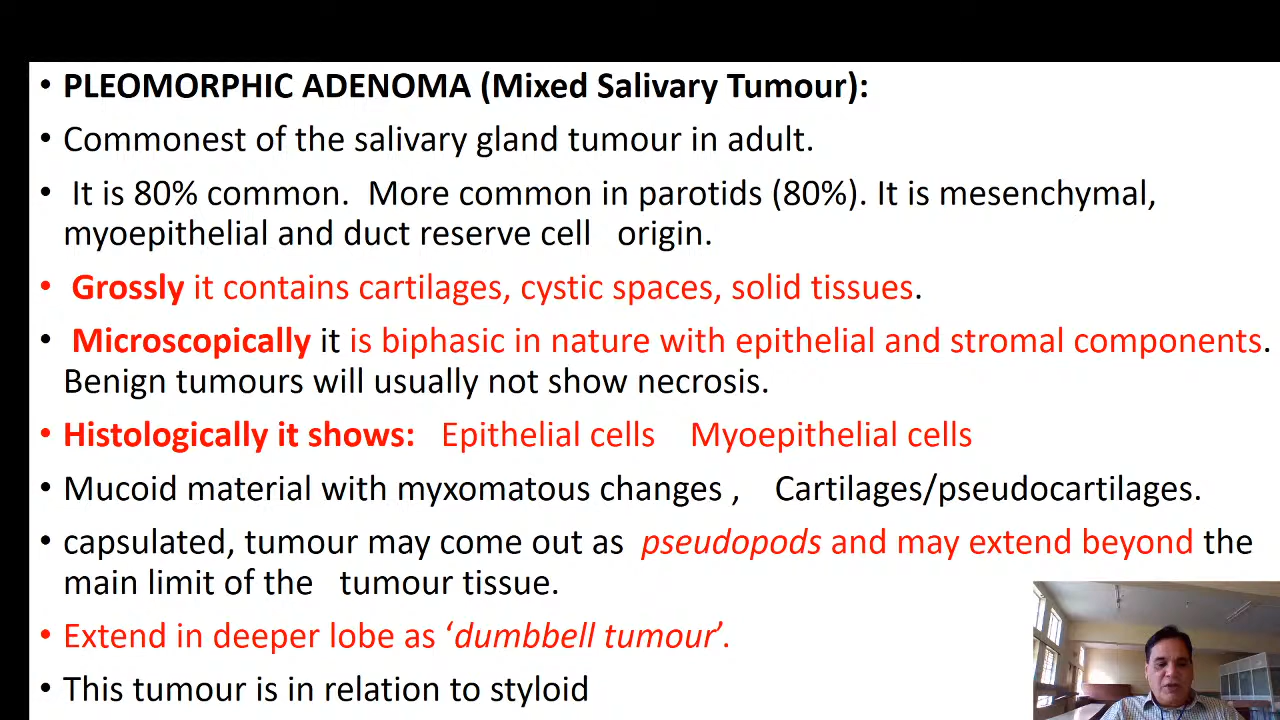 • PLEOMORPHIC ADENOMA (Mixed Salivary Tumour):
• Commonest of the salivary gland tumour in adult.
• It is 80% common. More common in parotids (80%). It is mesenchymal,
myoepithelial and duct reserve cell origin.
• Grossly it contains cartilages, cystic spaces, solid tissues.
• Microscopically it is biphasic in nature with epithelial and stromal components.
Benign tumours will usually not show necrosis.
• Histologically it shows: Epithelial cells Myoepithelial cells
• Mucoid material with myxomatous changes , Cartilages/pseudocartilages.
• capsulated, tumour may come out as pseudopods and may extend beyond the
main limit of the tumour tissue.
• Extend in deeper lobe as ‘dumbbell tumour’.
• This tumour is in relation to styloid